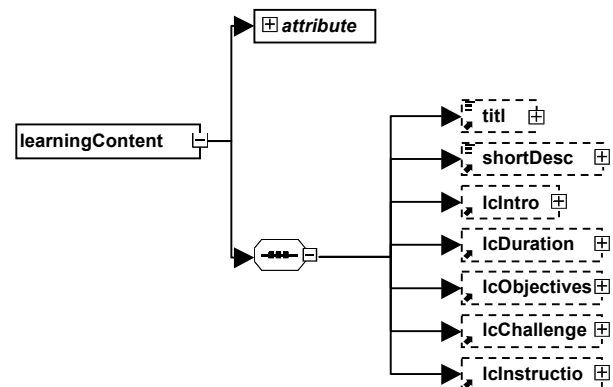 attribute
learningContent
titl
shortDesc
lcIntro
lcDuration
lcObjectives
lcChallenge
lcInstructio